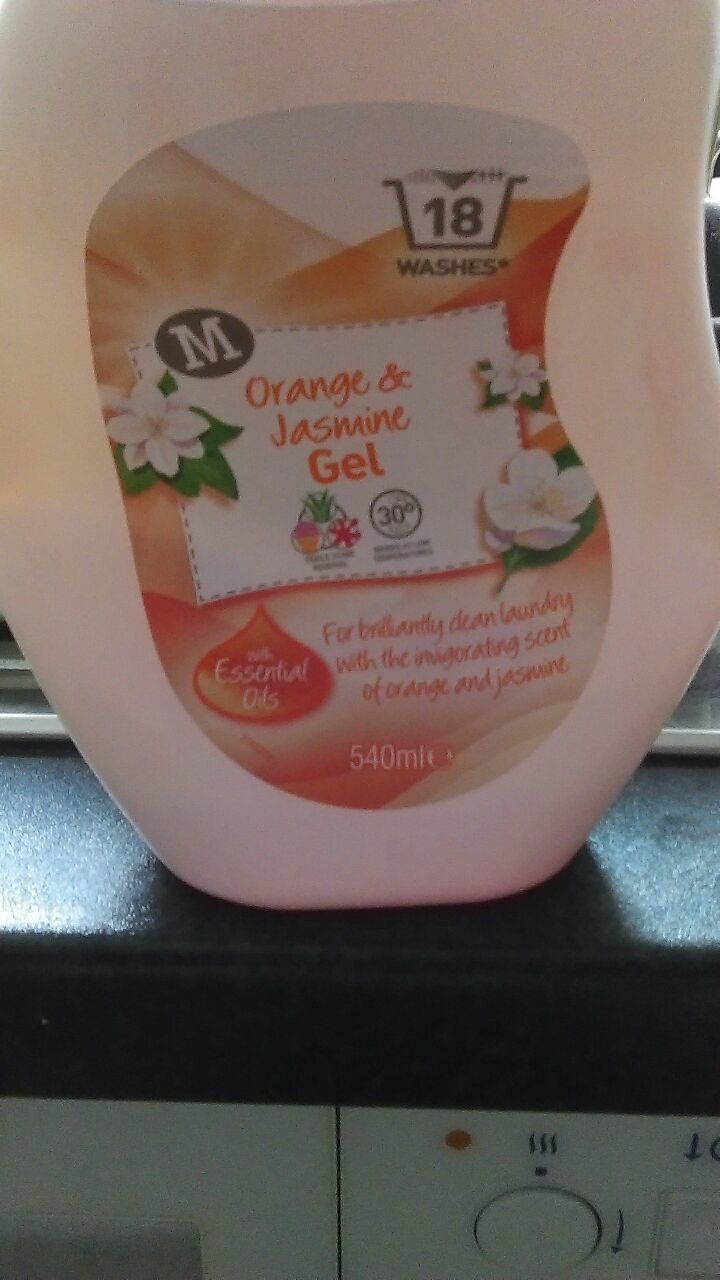 18
WASHES*
M
Orange &
Jasmine
Gel
30°
with
Essential
Oils
For brilliantly clean laundry
with the invigorating scent
of orange and jasmine
540ml e *